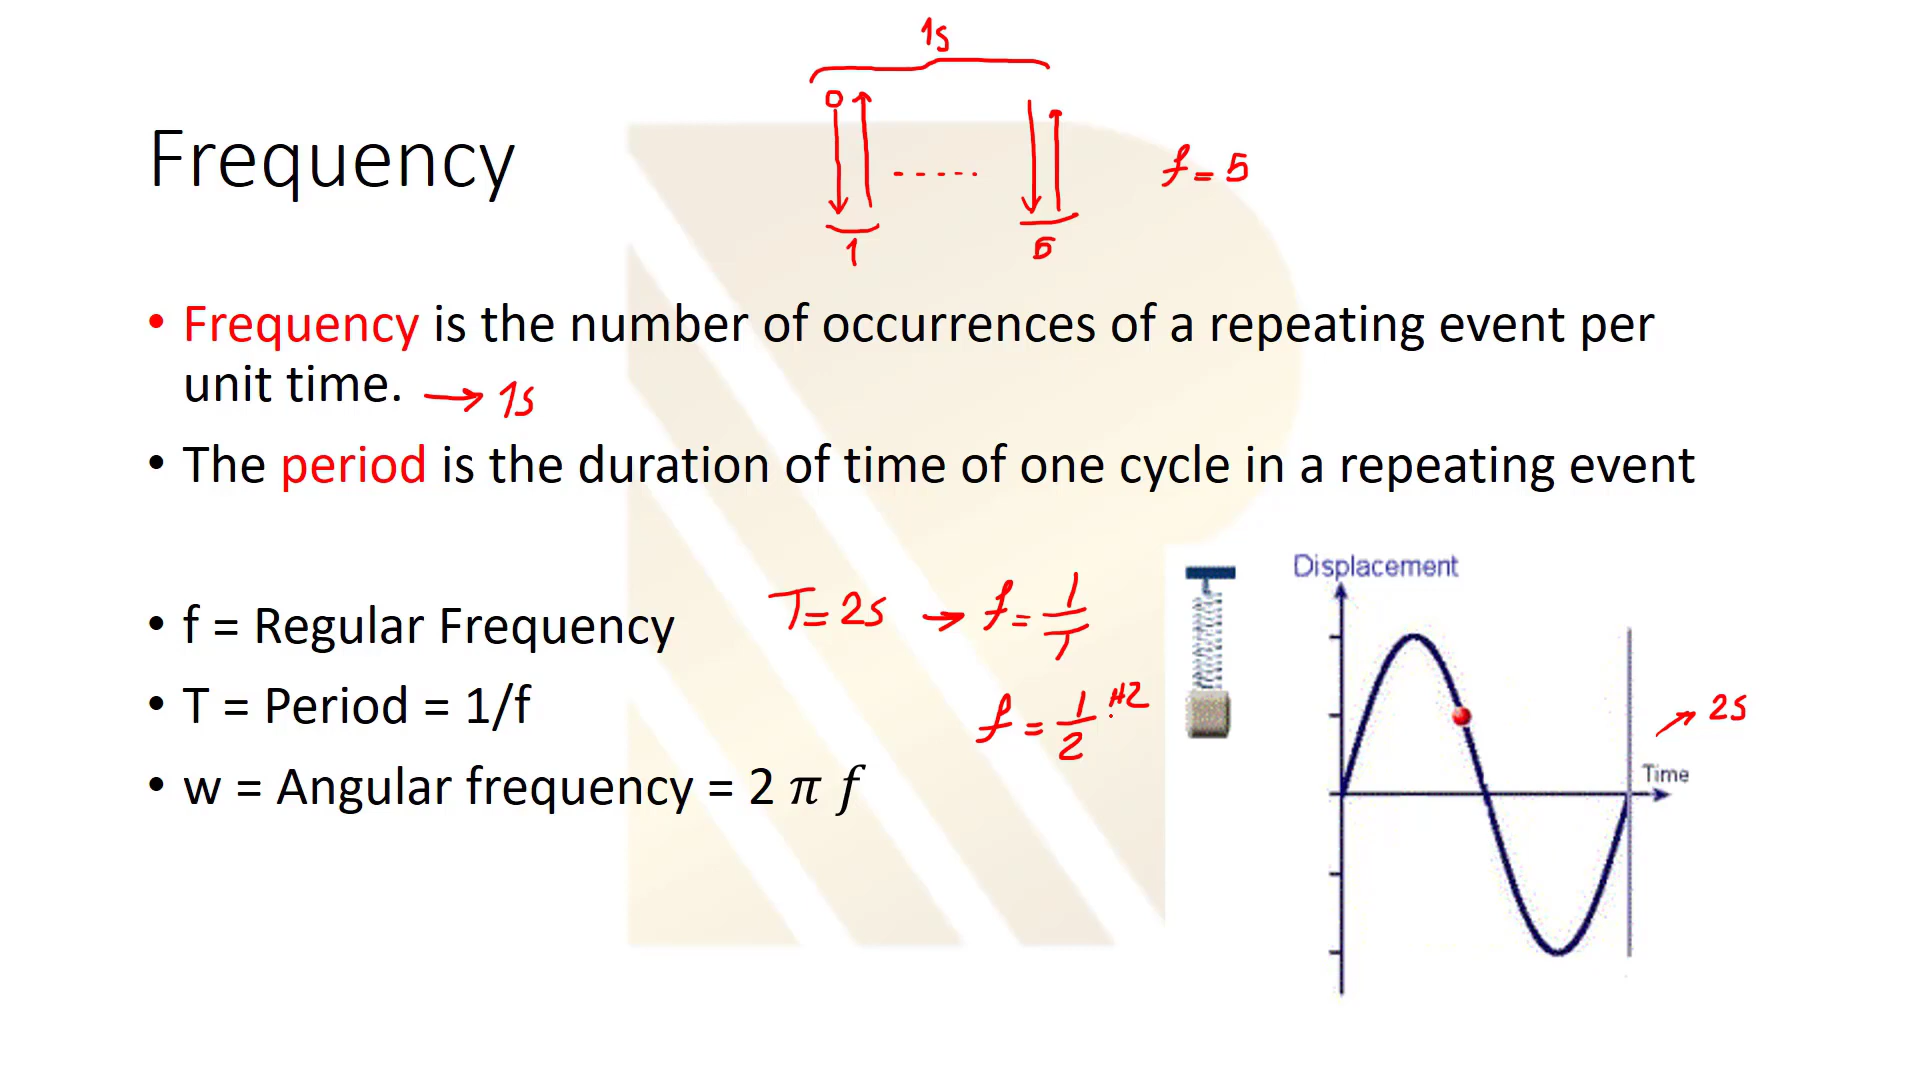 1s
Frequency
f = 5
1
5
• Frequency is the number of occurrences of a repeating event per
unit time. → 1s
• The period is the duration of time of one cycle in a repeating event
Displacement
• f = Regular Frequency
T = 2s → f = 1/T
• T = Period = 1/f
f = 1/2 HZ
2s
Time
• w = Angular frequency = 2 π f